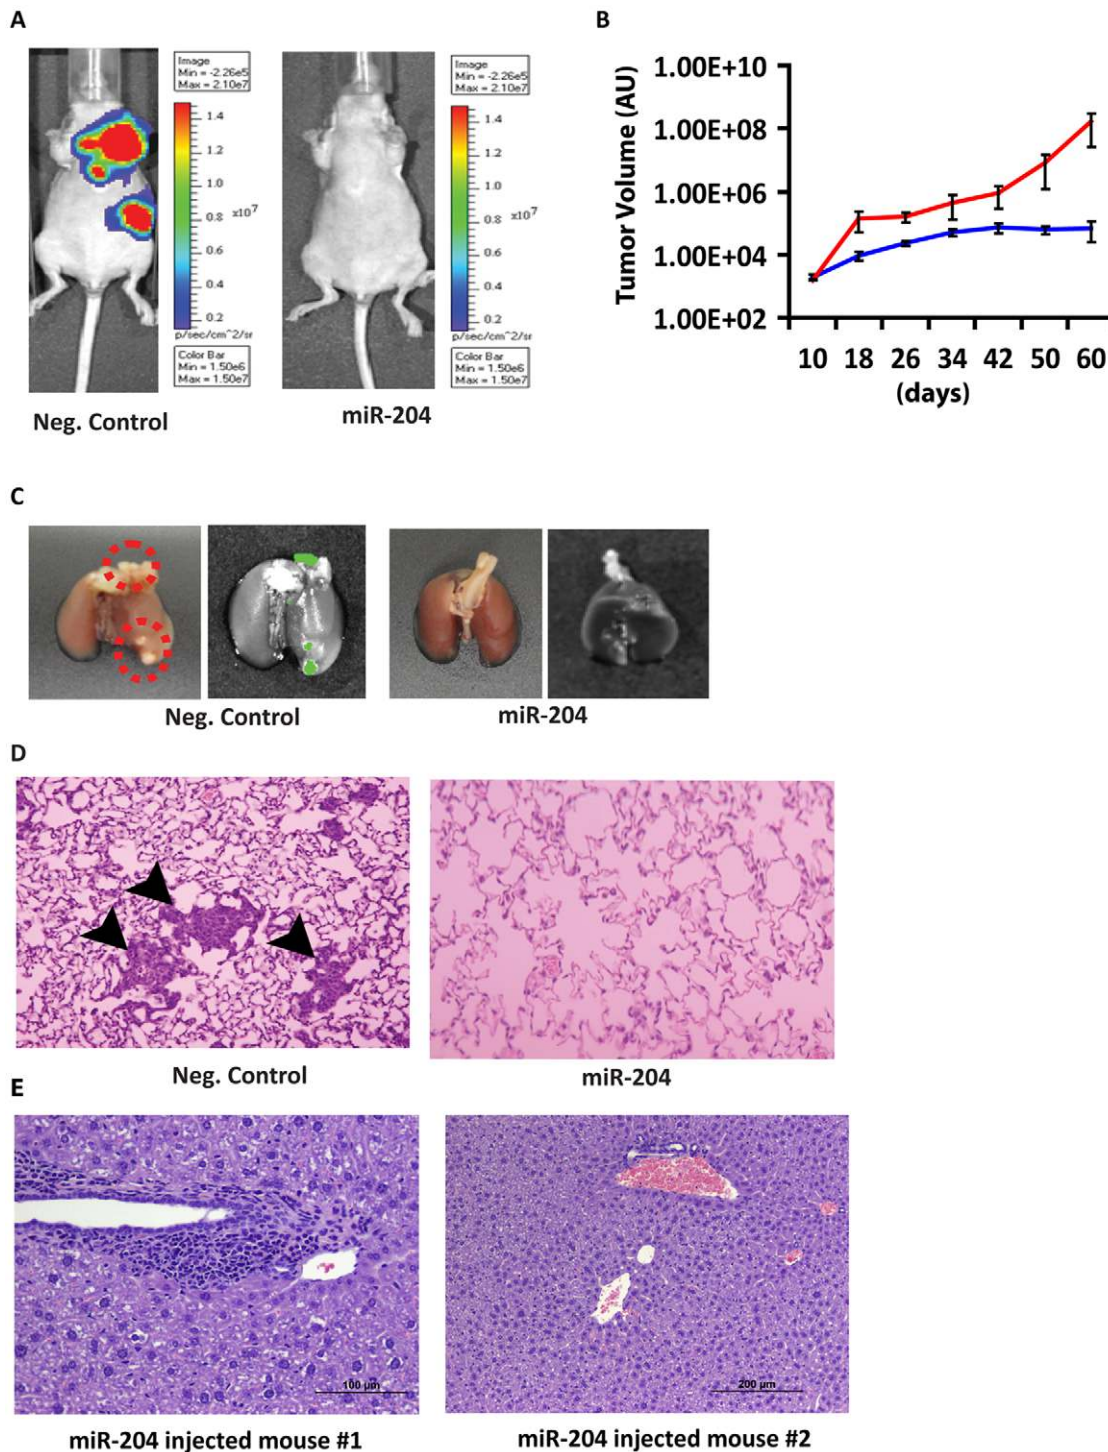 A
Image
Min = -2.26e5
Max = 2.10e7
1.4
1.2
1.0
0.8
x10^7
0.6
0.4
0.2
p/sec/cm^2/sr
Color Bar
Min = 1.50e6
Max = 1.50e7
Neg. Control
Image
Min = -2.26e5
Max = 2.10e7
1.4
1.2
1.0
0.8
x10^7
0.6
0.4
0.2
p/sec/cm^2/sr
Color Bar
Min = 1.50e6
Max = 1.50e7
miR-204
B
Tumor Volume (AU)
1.00E+10
1.00E+08
1.00E+06
1.00E+04
1.00E+02
10 18 26 34 42 50 60
(days)
C
Neg. Control
miR-204
D
Neg. Control
miR-204
E
100 µm
200 µm
miR-204 injected mouse #1
miR-204 injected mouse #2